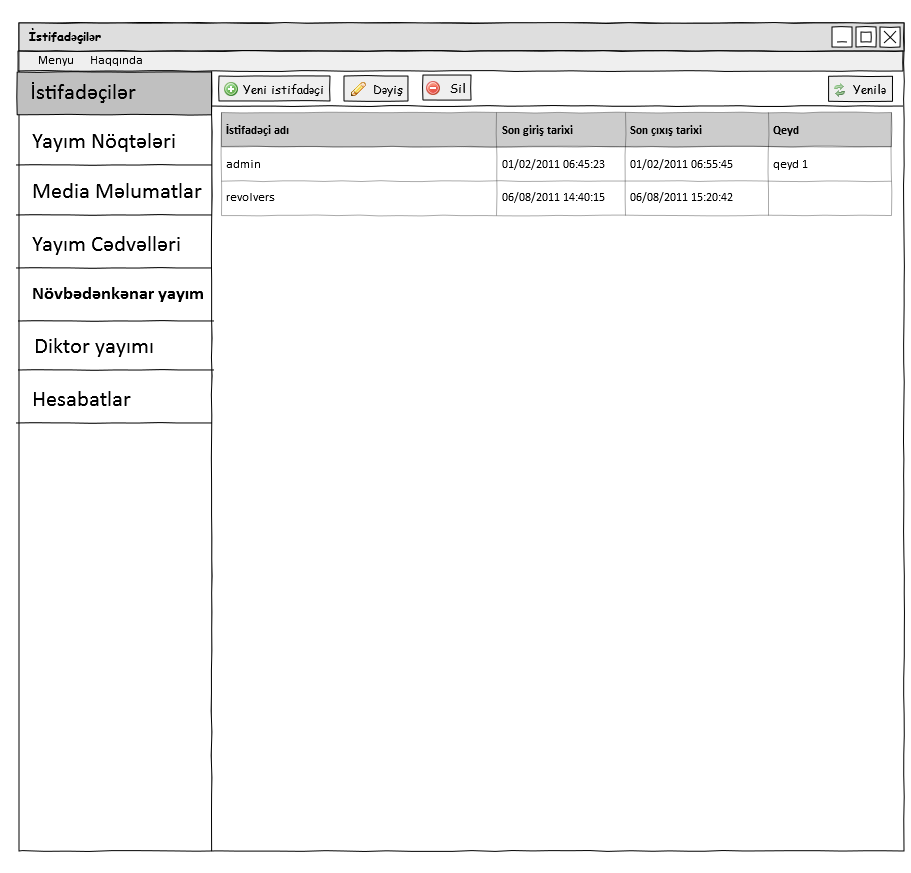 İstifadəçilər
Menyu Haqqında
İstifadəçilər
Yayım Nöqtələri
Media Məlumatlar
Yayım Cədvəlləri
Növbədənkənar yayım
Diktor yayımı
Hesabatlar
Yeni istifadəçi Dəyiş Sil Yenilə
İstifadəçi adı Son giriş tarixi Son çıxış tarixi Qeyd
admin 01/02/2011 06:45:23 01/02/2011 06:55:45 qeyd 1
revolvers 06/08/2011 14:40:15 06/08/2011 15:20:42